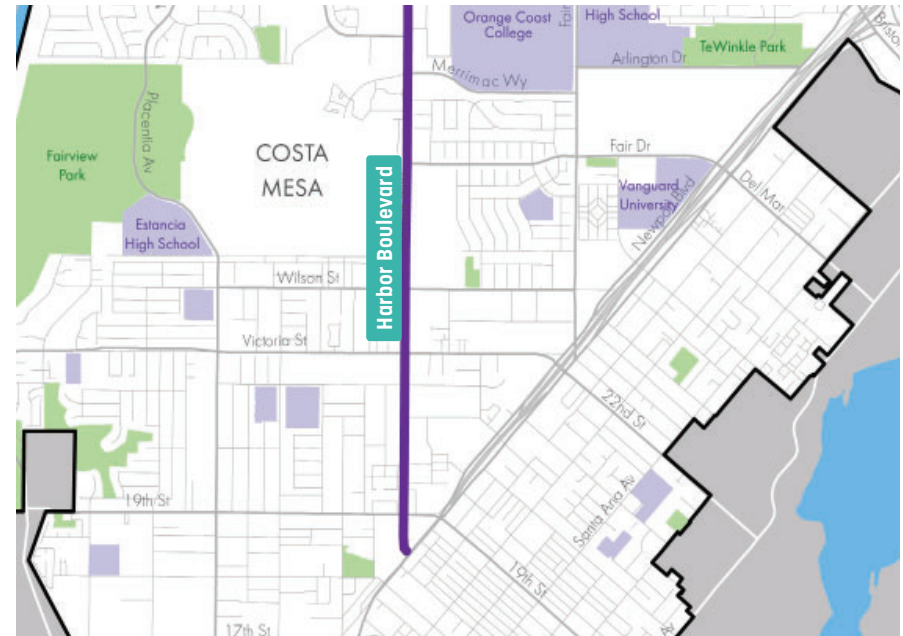 Orange Coast
College
Fair
High School
TeWinkle Park
Bristol
Arlington Dr
Merrimac Wy
Placentia Av
Fairview
Park
COSTA
MESA
Harbor Boulevard
Fair Dr
Vanguard
University
Newport Blvd
Del Mar
Estancia
High School
Wilson St
Victoria St
22nd St
19th St
Santa Ana Av
19th St
17th St